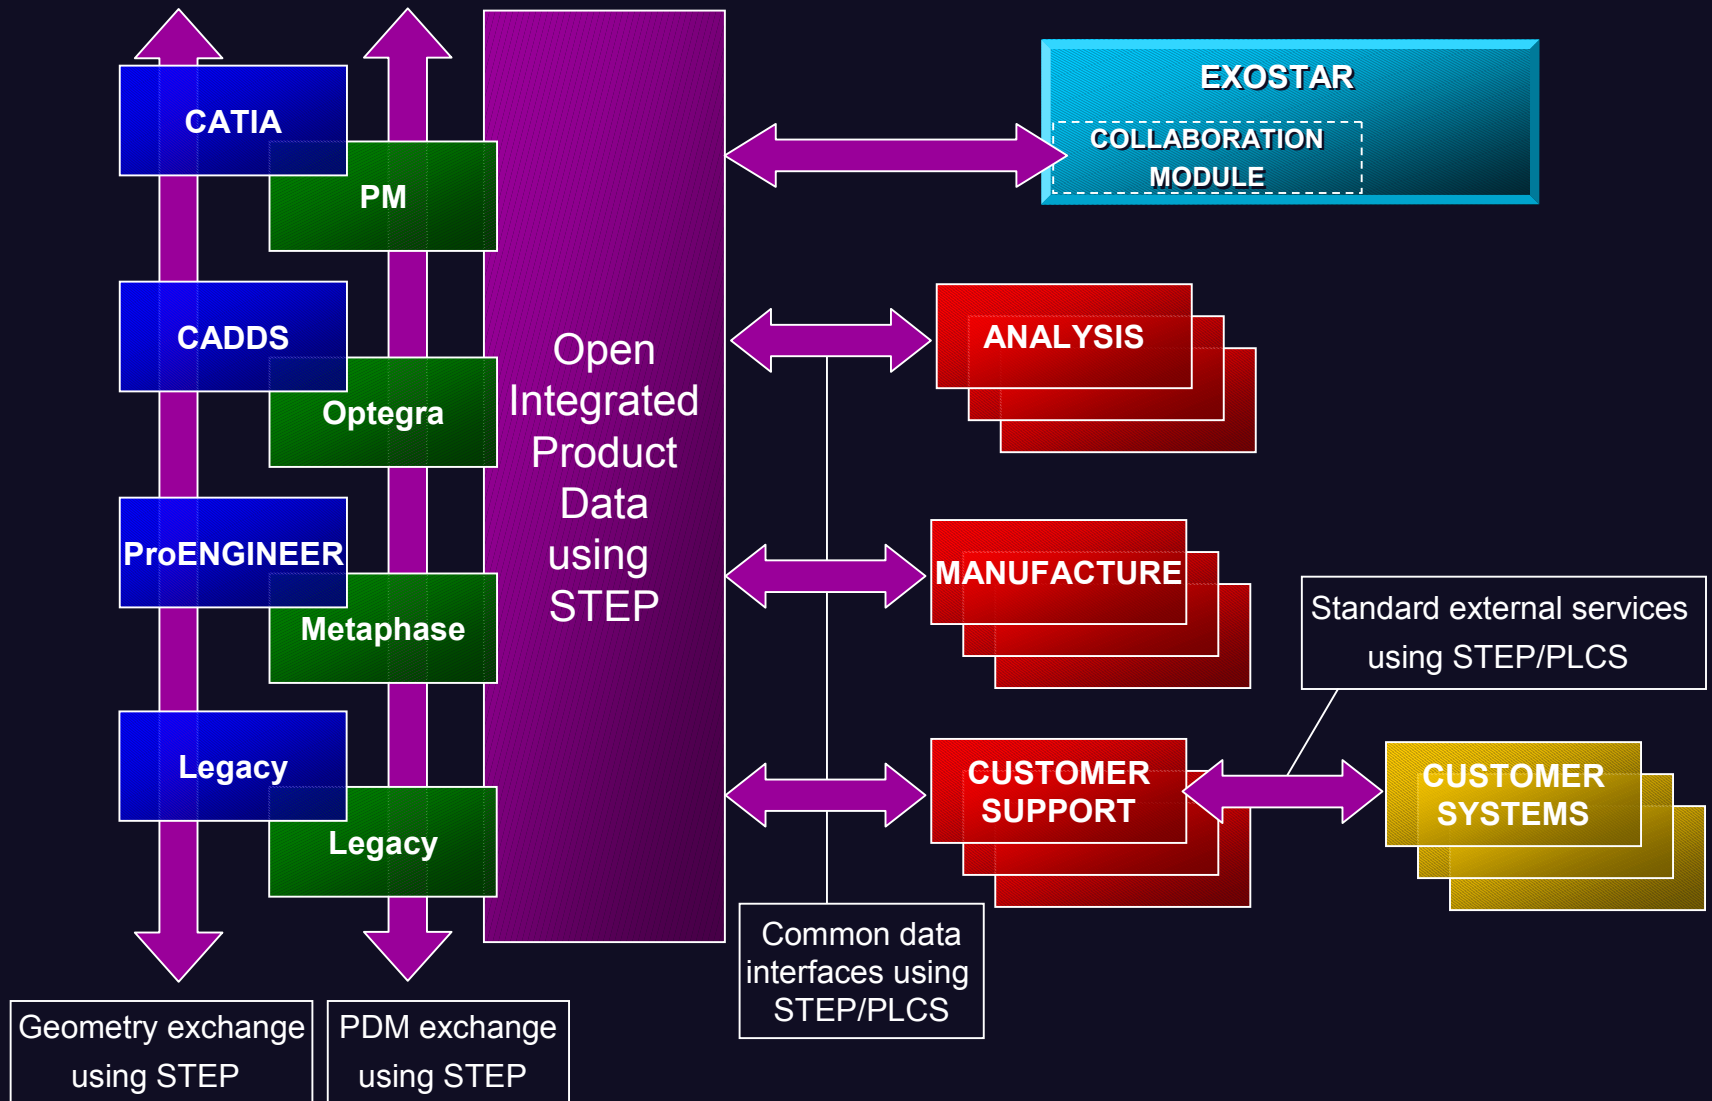 CATIA
PM
CADDS
Optegra
ProENGINEER
Metaphase
Legacy
Legacy
Open
Integrated
Product
Data
using
STEP
EXOSTAR
COLLABORATION
MODULE
ANALYSIS
MANUFACTURE
Standard external services
using STEP/PLCS
CUSTOMER
SUPPORT
CUSTOMER
SYSTEMS
Common data
interfaces using
STEP/PLCS
Geometry exchange
using STEP
PDM exchange
using STEP